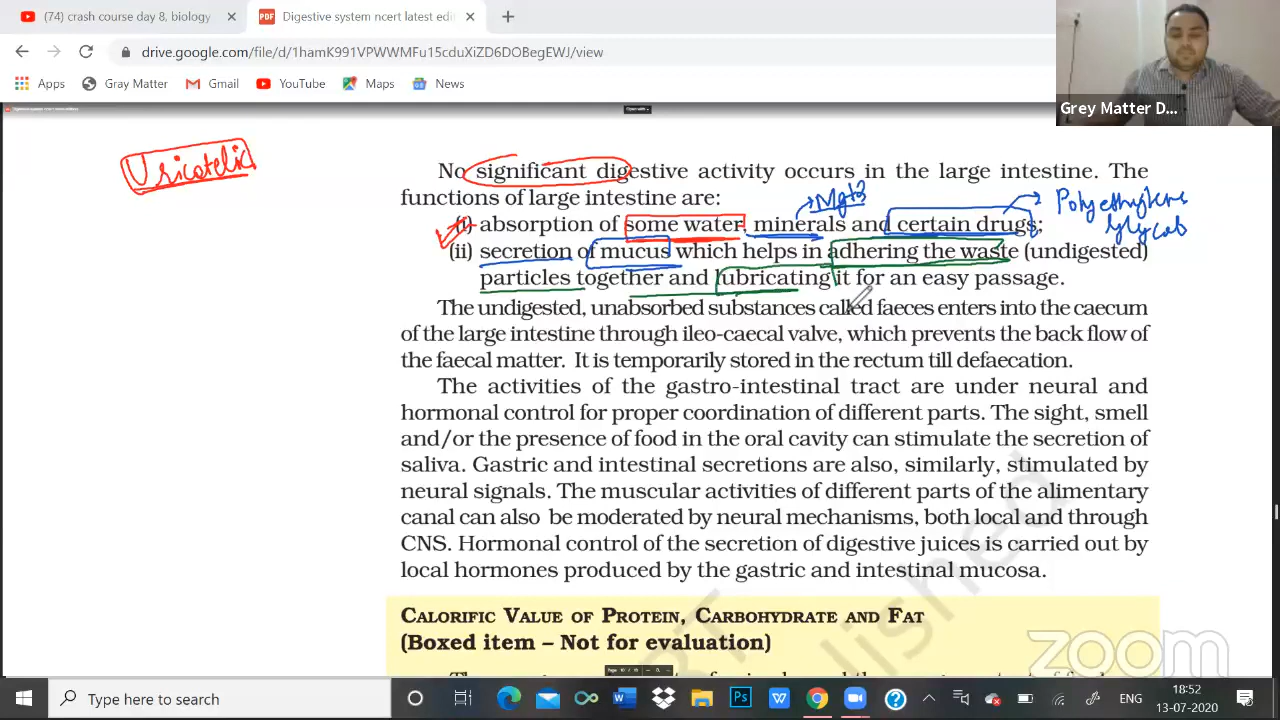 (74) crash course day 8, biology -
Digestive system ncert latest edit
drive.google.com/file/d/1hamK991VPWWMFu15cduXiZD6DOBegEWJ/view
Apps Gray Matter Gmail YouTube Maps News
Grey Matter D...
Uricotelic
No significant digestive activity occurs in the large intestine. The
functions of large intestine are:
Mg+2
Polyethylene
(i) absorption of some water, minerals and certain drugs;
(ii) secretion of mucus which helps in adhering the waste (undigested)
particles together and lubricating it for an easy passage.
The undigested, unabsorbed substances called faeces enters into the caecum
of the large intestine through ileo-caecal valve, which prevents the back flow of
the faecal matter. It is temporarily stored in the rectum till defaecation.
The activities of the gastro-intestinal tract are under neural and
hormonal control for proper coordination of different parts. The sight, smell
and/or the presence of food in the oral cavity can stimulate the secretion of
saliva. Gastric and intestinal secretions are also, similarly, stimulated by
neural signals. The muscular activities of different parts of the alimentary
canal can also be moderated by neural mechanisms, both local and through
CNS. Hormonal control of the secretion of digestive juices is carried out by
local hormones produced by the gastric and intestinal mucosa.
CALORIFIC VALUE OF PROTEIN, CARBOHYDRATE AND FAT
(Boxed item – Not for evaluation)
zoom
Type here to search
ENG
18:52
13-07-2020